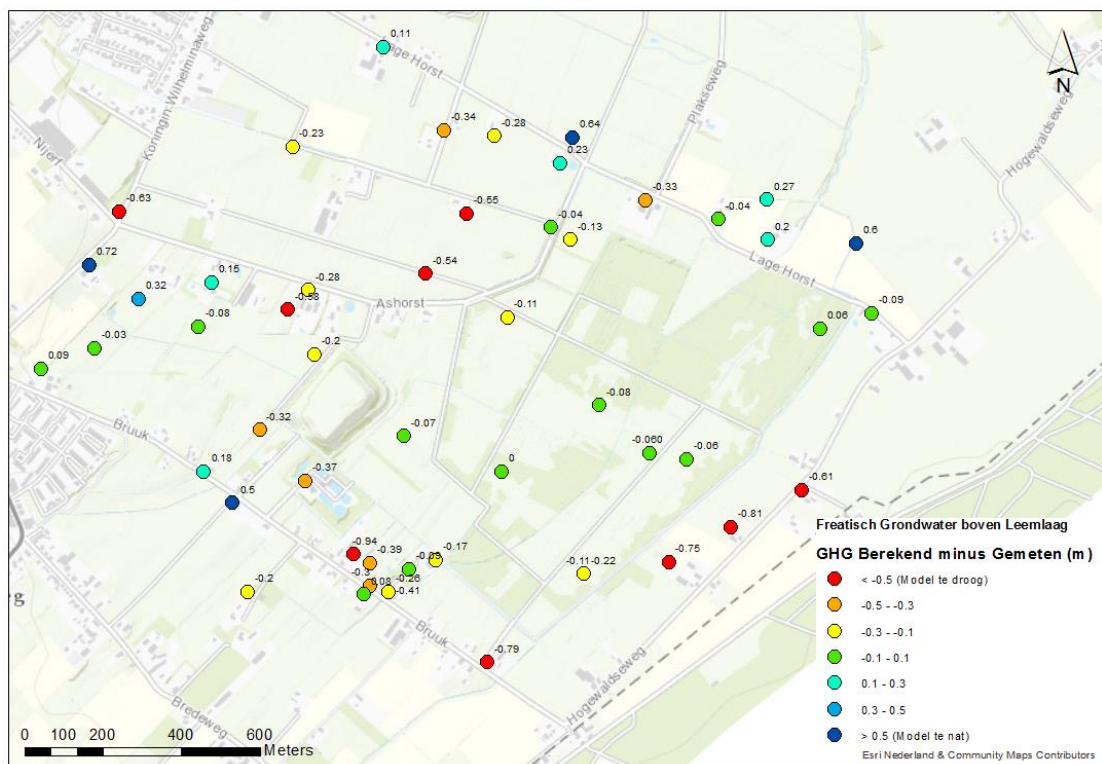 0.11
Lage Horst
Koningin Wilhelminaweg
Plakseweg
N
Hogewaldseweg
Nijerf
-0.23
-0.34
-0.28
0.64
0.23
-0.33
0.27
-0.04
0.2
0.6
-0.63
-0.55
-0.04
-0.13
Lage Horst
0.72
0.15
-0.28
-0.54
0.32
-0.58
Ashorst
-0.11
-0.09
0.06
-0.08
-0.03
-0.2
0.09
-0.08
Bruuk
-0.32
-0.07
-0.060
-0.06
0.18
-0.37
0
-0.61
0.5
-0.81
-0.94
-0.39
-0.17
-0.09
-0.11
-0.22
-0.75
-0.3
0.08
-0.26
-0.41
-0.2
Bruuk
-0.79
Hogewaldseweg
Bredeweg
0 100 200 400 600
Meters
Freatisch Grondwater boven Leemlaag
GHG Berekend minus Gemeten (m)
< -0.5 (Model te droog)
-0.5 - -0.3
-0.3 - -0.1
-0.1 - 0.1
0.1 - 0.3
0.3 - 0.5
> 0.5 (Model te nat)
Esri Nederland & Community Maps Contributors